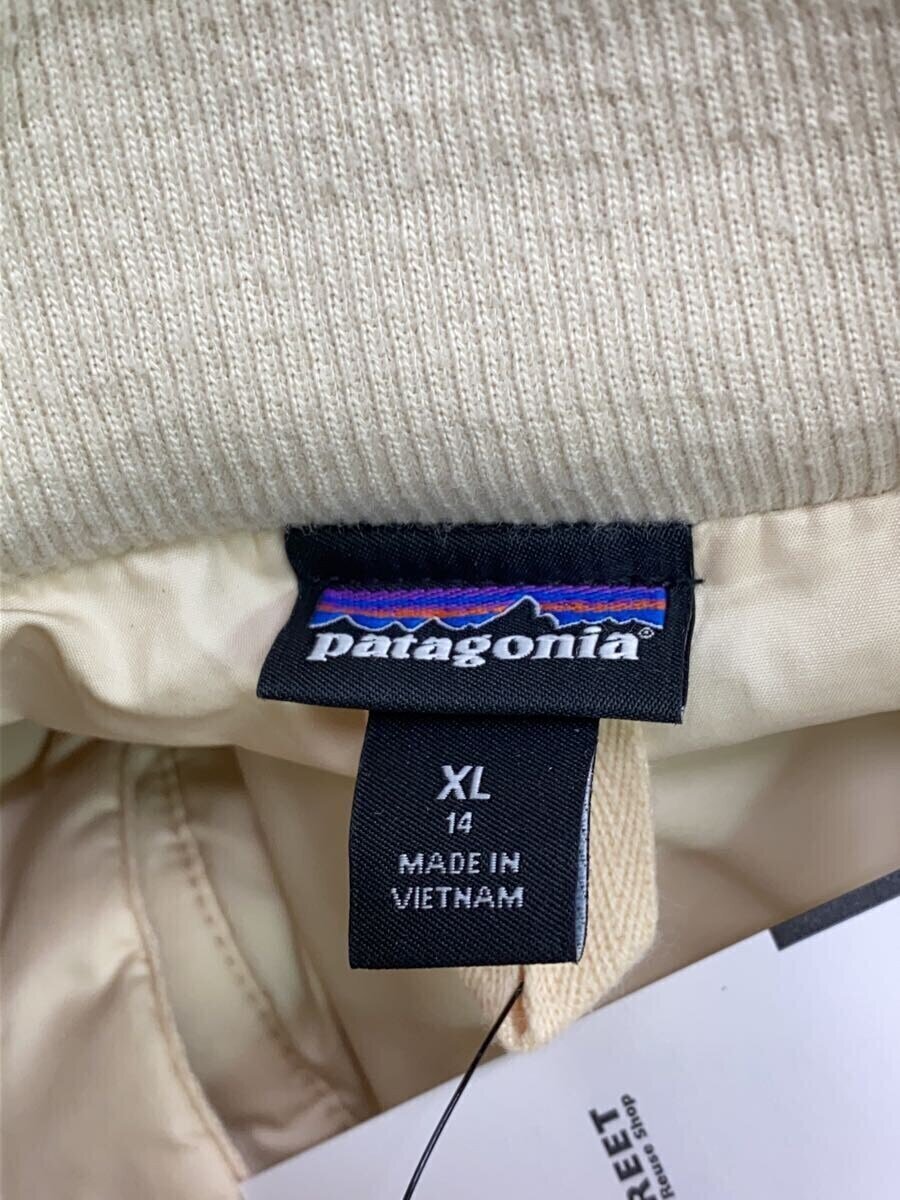 patagonia®
XL
14
MADE IN
VIETNAM
REET
Reuse Shop